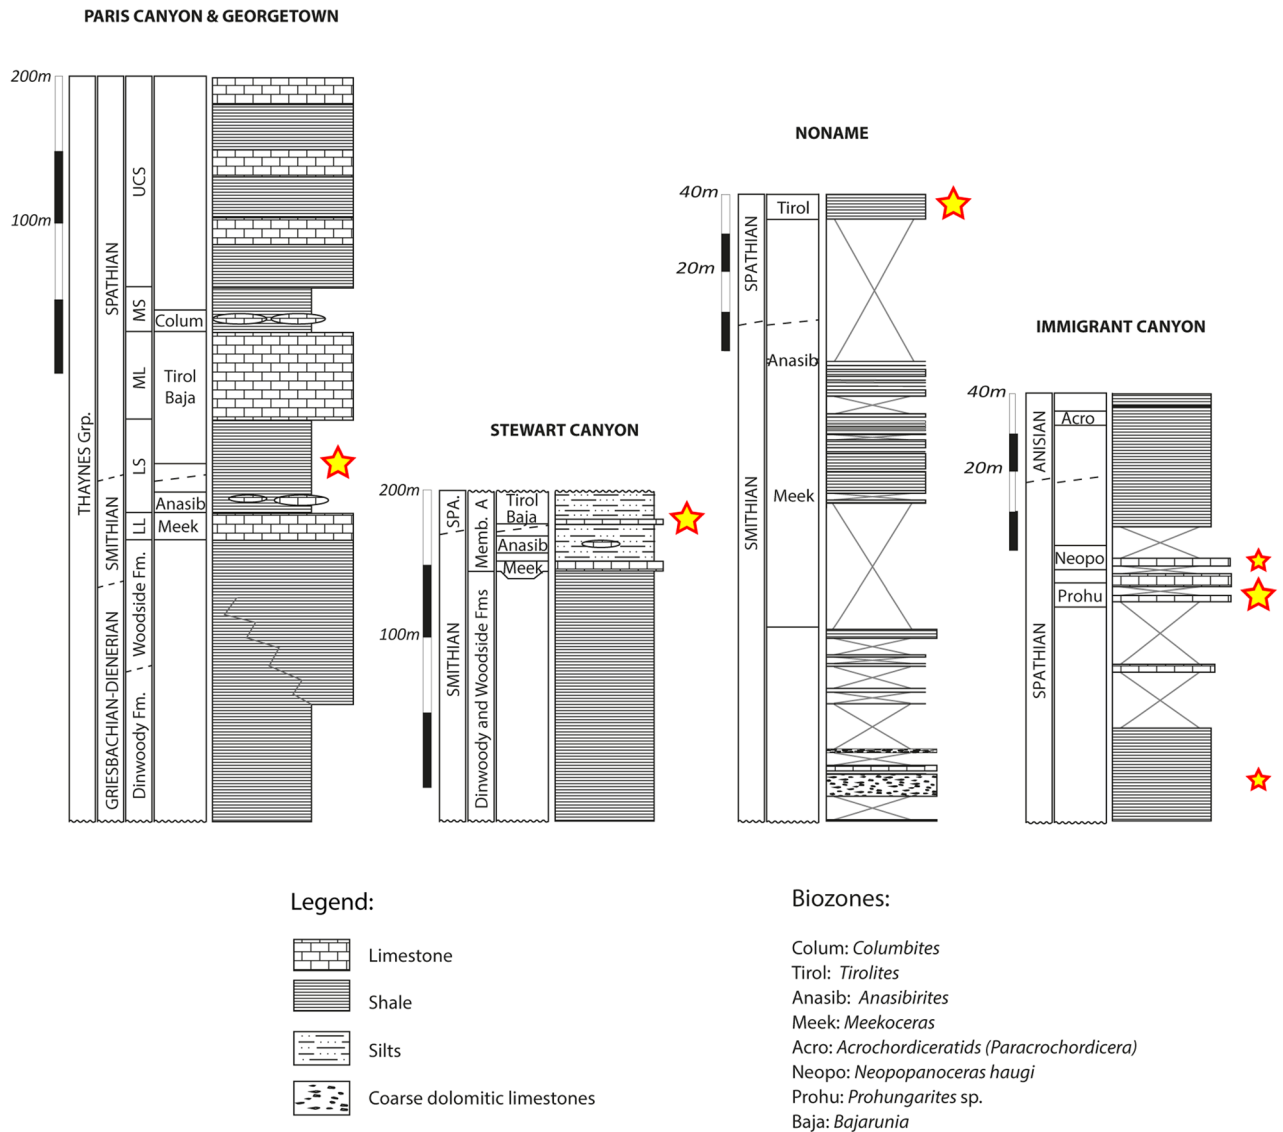 PARIS CANYON & GEORGETOWN
200m
100m
THAYNES Grp.
SPATHIAN
SMITHIAN
GRIESBACHIAN-DIENERIAN
UCS
MS
ML
LS
LL
Woodside Fm.
Dinwoody Fm.
Colum
Tirol
Baja
Anasib
Meek
STEWART CANYON
200m
100m
SPA.
SMITHIAN
Memb. A
Dinwoody and Woodside Fms
Tirol
Baja
Anasib
Meek
NONAME
40m
20m
SPATHIAN
SMITHIAN
Tirol
Anasib
Meek
IMMIGRANT CANYON
40m
20m
ANISIAN
SPATHIAN
Acro
Neopo
Prohu
Legend:
Limestone
Shale
Silts
Coarse dolomitic limestones
Biozones:
Colum: Columbites
Tirol: Tirolites
Anasib: Anasibirites
Meek: Meekoceras
Acro: Acrochordiceratids (Paracrochordicera)
Neopo: Neopopanoceras haugi
Prohu: Prohungarites sp.
Baja: Bajarunia